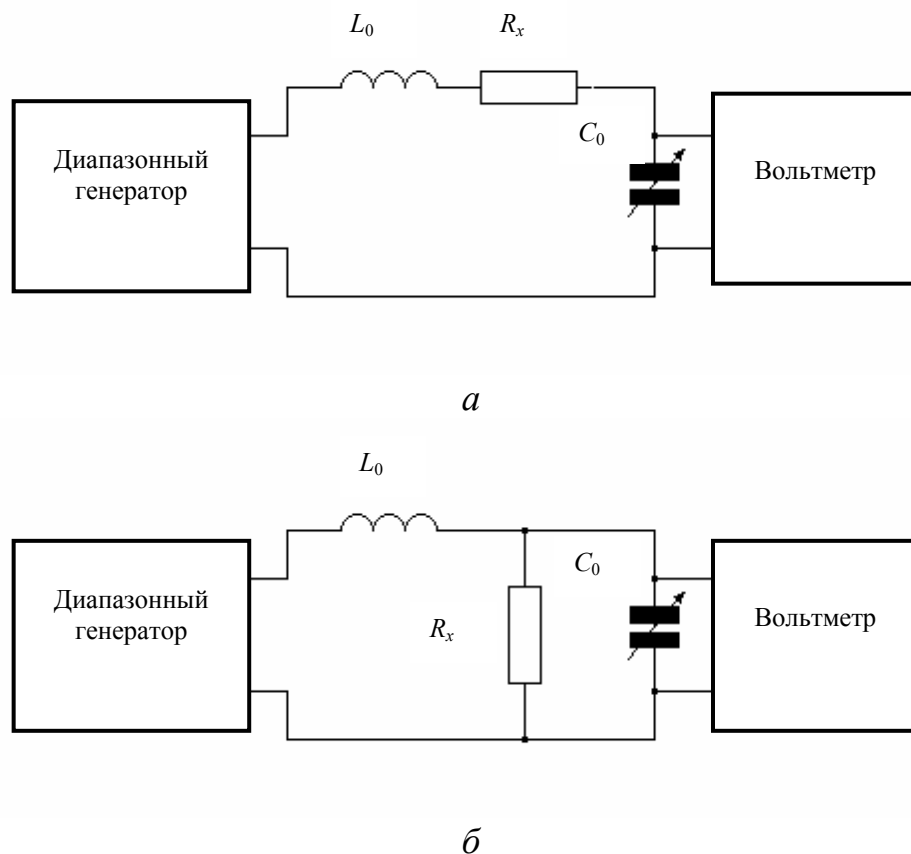 L₀
Rₓ
Диапазонный
генератор
C₀
Вольтметр
а
L₀
Диапазонный
генератор
Rₓ
C₀
Вольтметр
б